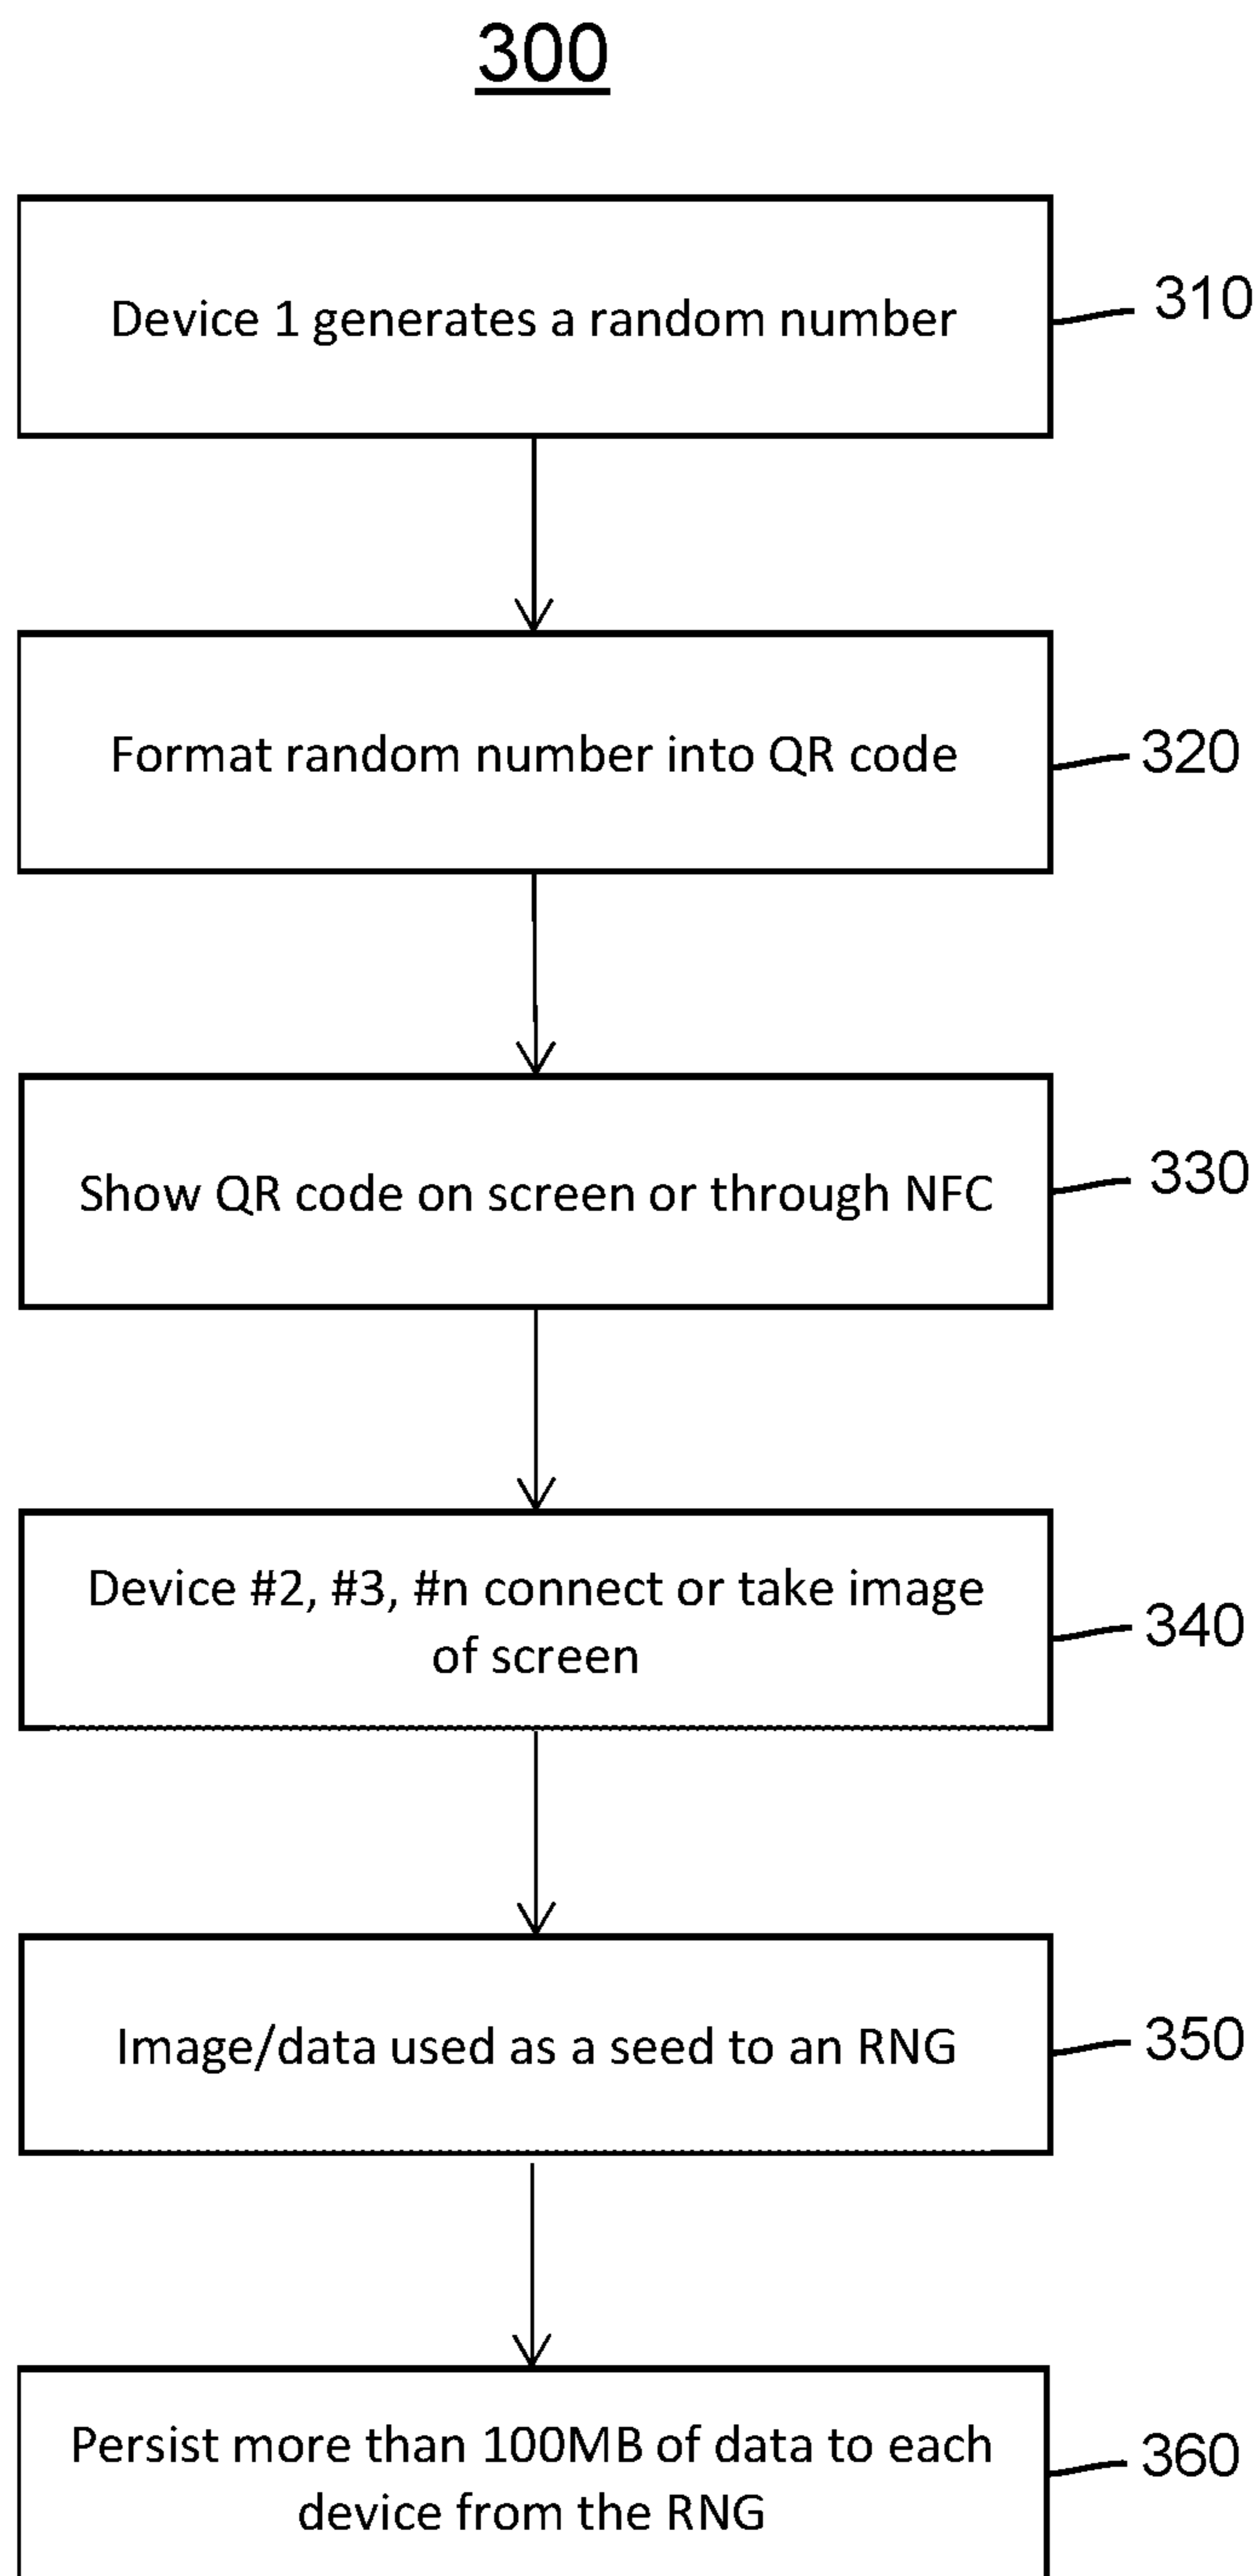 300
Device 1 generates a random number
310
Format random number into QR code
320
Show QR code on screen or through NFC
330
Device #2, #3, #n connect or take image
of screen
340
Image/data used as a seed to an RNG
350
Persist more than 100MB of data to each
device from the RNG
360